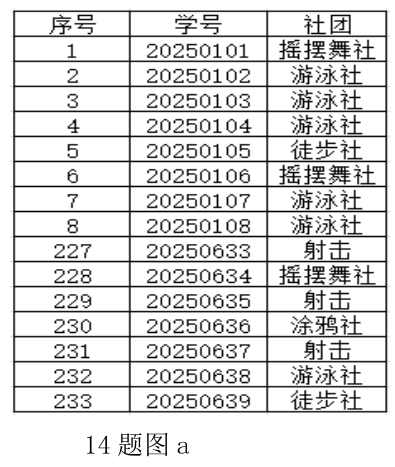 序号 学号 社团
1 20250101 摇摆舞社
2 20250102 游泳社
3 20250103 游泳社
4 20250104 游泳社
5 20250105 徒步社
6 20250106 摇摆舞社
7 20250107 游泳社
8 20250108 游泳社
227 20250633 射击
228 20250634 摇摆舞社
229 20250635 射击
230 20250636 涂鸦社
231 20250637 射击
232 20250638 游泳社
233 20250639 徒步社
14题图a